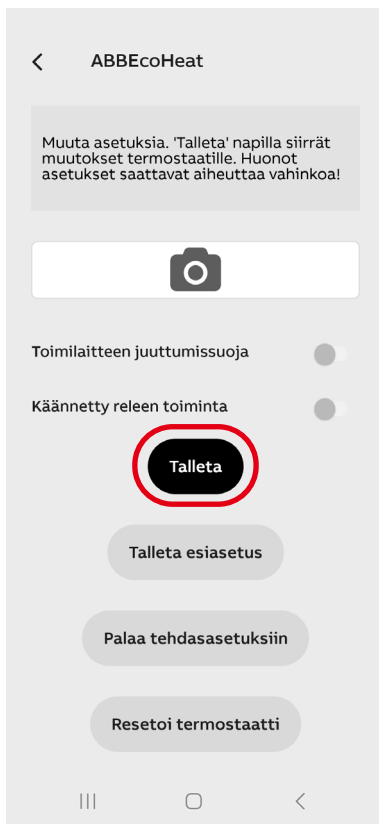 ABBEcoHeat
Muuta asetuksia. 'Talleta' napilla siirrät
muutokset termostaatille. Huonot
asetukset saattavat aiheuttaa vahinkoa!
Toimilaitteen juuttumissuoja
Käännetty releen toiminta
Talleta
Talleta esiasetus
Palaa tehdasasetuksiin
Resetoi termostaatti